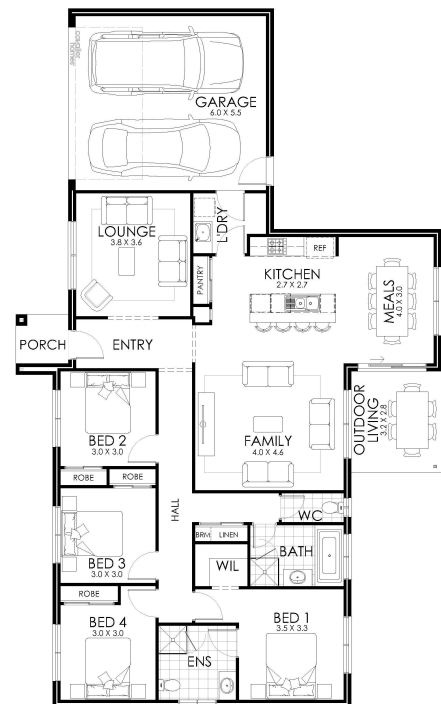 cavalier
homes
GARAGE
6.0 X 5.5
LOUNGE
3.8 X 3.6
L'DRY
REF
KITCHEN
2.7 X 2.7
PANTRY
MEALS
4.0 X 3.0
PORCH
ENTRY
OUTDOOR
LIVING
3.2 X 2.8
FAMILY
4.0 X 4.6
BED 2
3.0 X 3.0
ROBE
ROBE
HALL
WC
BRM
LINEN
BATH
BED 3
3.0 X 3.0
WIL
ROBE
BED 4
3.0 X 3.0
ENS
BED 1
3.5 X 3.3